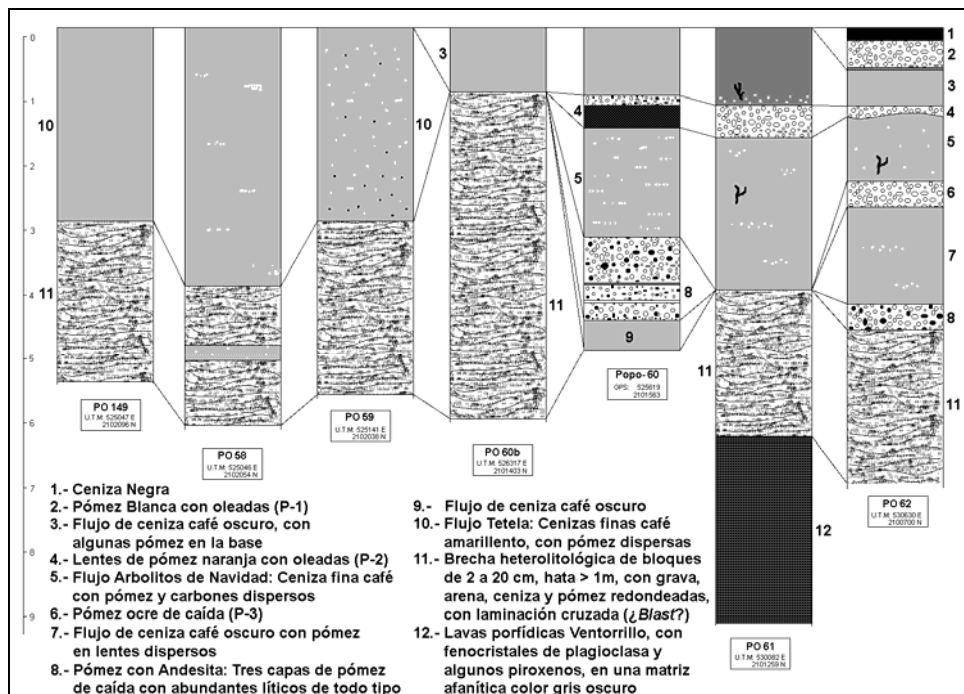 0
1
2
3
4
5
6
7
8
9
10
11
10
11
3
11
4
5
8
9
11
12
1
2
3
4
5
6
7
8
11
PO 149
U.T.M: 525047 E
2102096 N
PO 58
U.T.M: 525046 E
2102054 N
PO 59
U.T.M: 525141 E
2102038 N
PO 60b
U.T.M: 526317 E
2101403 N
Popo- 60
GPS: 525819
2101563
PO 61
U.T.M: 530082 E
2101259 N
PO 62
U.T.M: 530630 E
2100700 N
1.- Ceniza Negra
2.- Pómez Blanca con oleadas (P-1)
3.- Flujo de ceniza café oscuro, con
algunas pómez en la base
4.- Lentes de pómez naranja con oleadas (P-2)
5.- Flujo Arbolitos de Navidad: Ceniza fina café
con pómez y carbones dispersos
6.- Pómez ocre de caída (P-3)
7.- Flujo de ceniza café oscuro con pómez
en lentes dispersos
8.- Pómez con Andesita: Tres capas de pómez
de caída con abundantes líticos de todo tipo
9.- Flujo de ceniza café oscuro
10.- Flujo Tetela: Cenizas finas café
amarillento, con pómez dispersas
11.- Brecha heterolitológica de bloques
de 2 a 20 cm, hata > 1m, con grava,
arena, ceniza y pómez redondeadas,
con laminación cruzada (¿Blast?)
12.- Lavas porfídicas Ventorrillo, con
fenocristales de plagioclasa y
algunos piroxenos, en una matriz
afanítica color gris oscuro